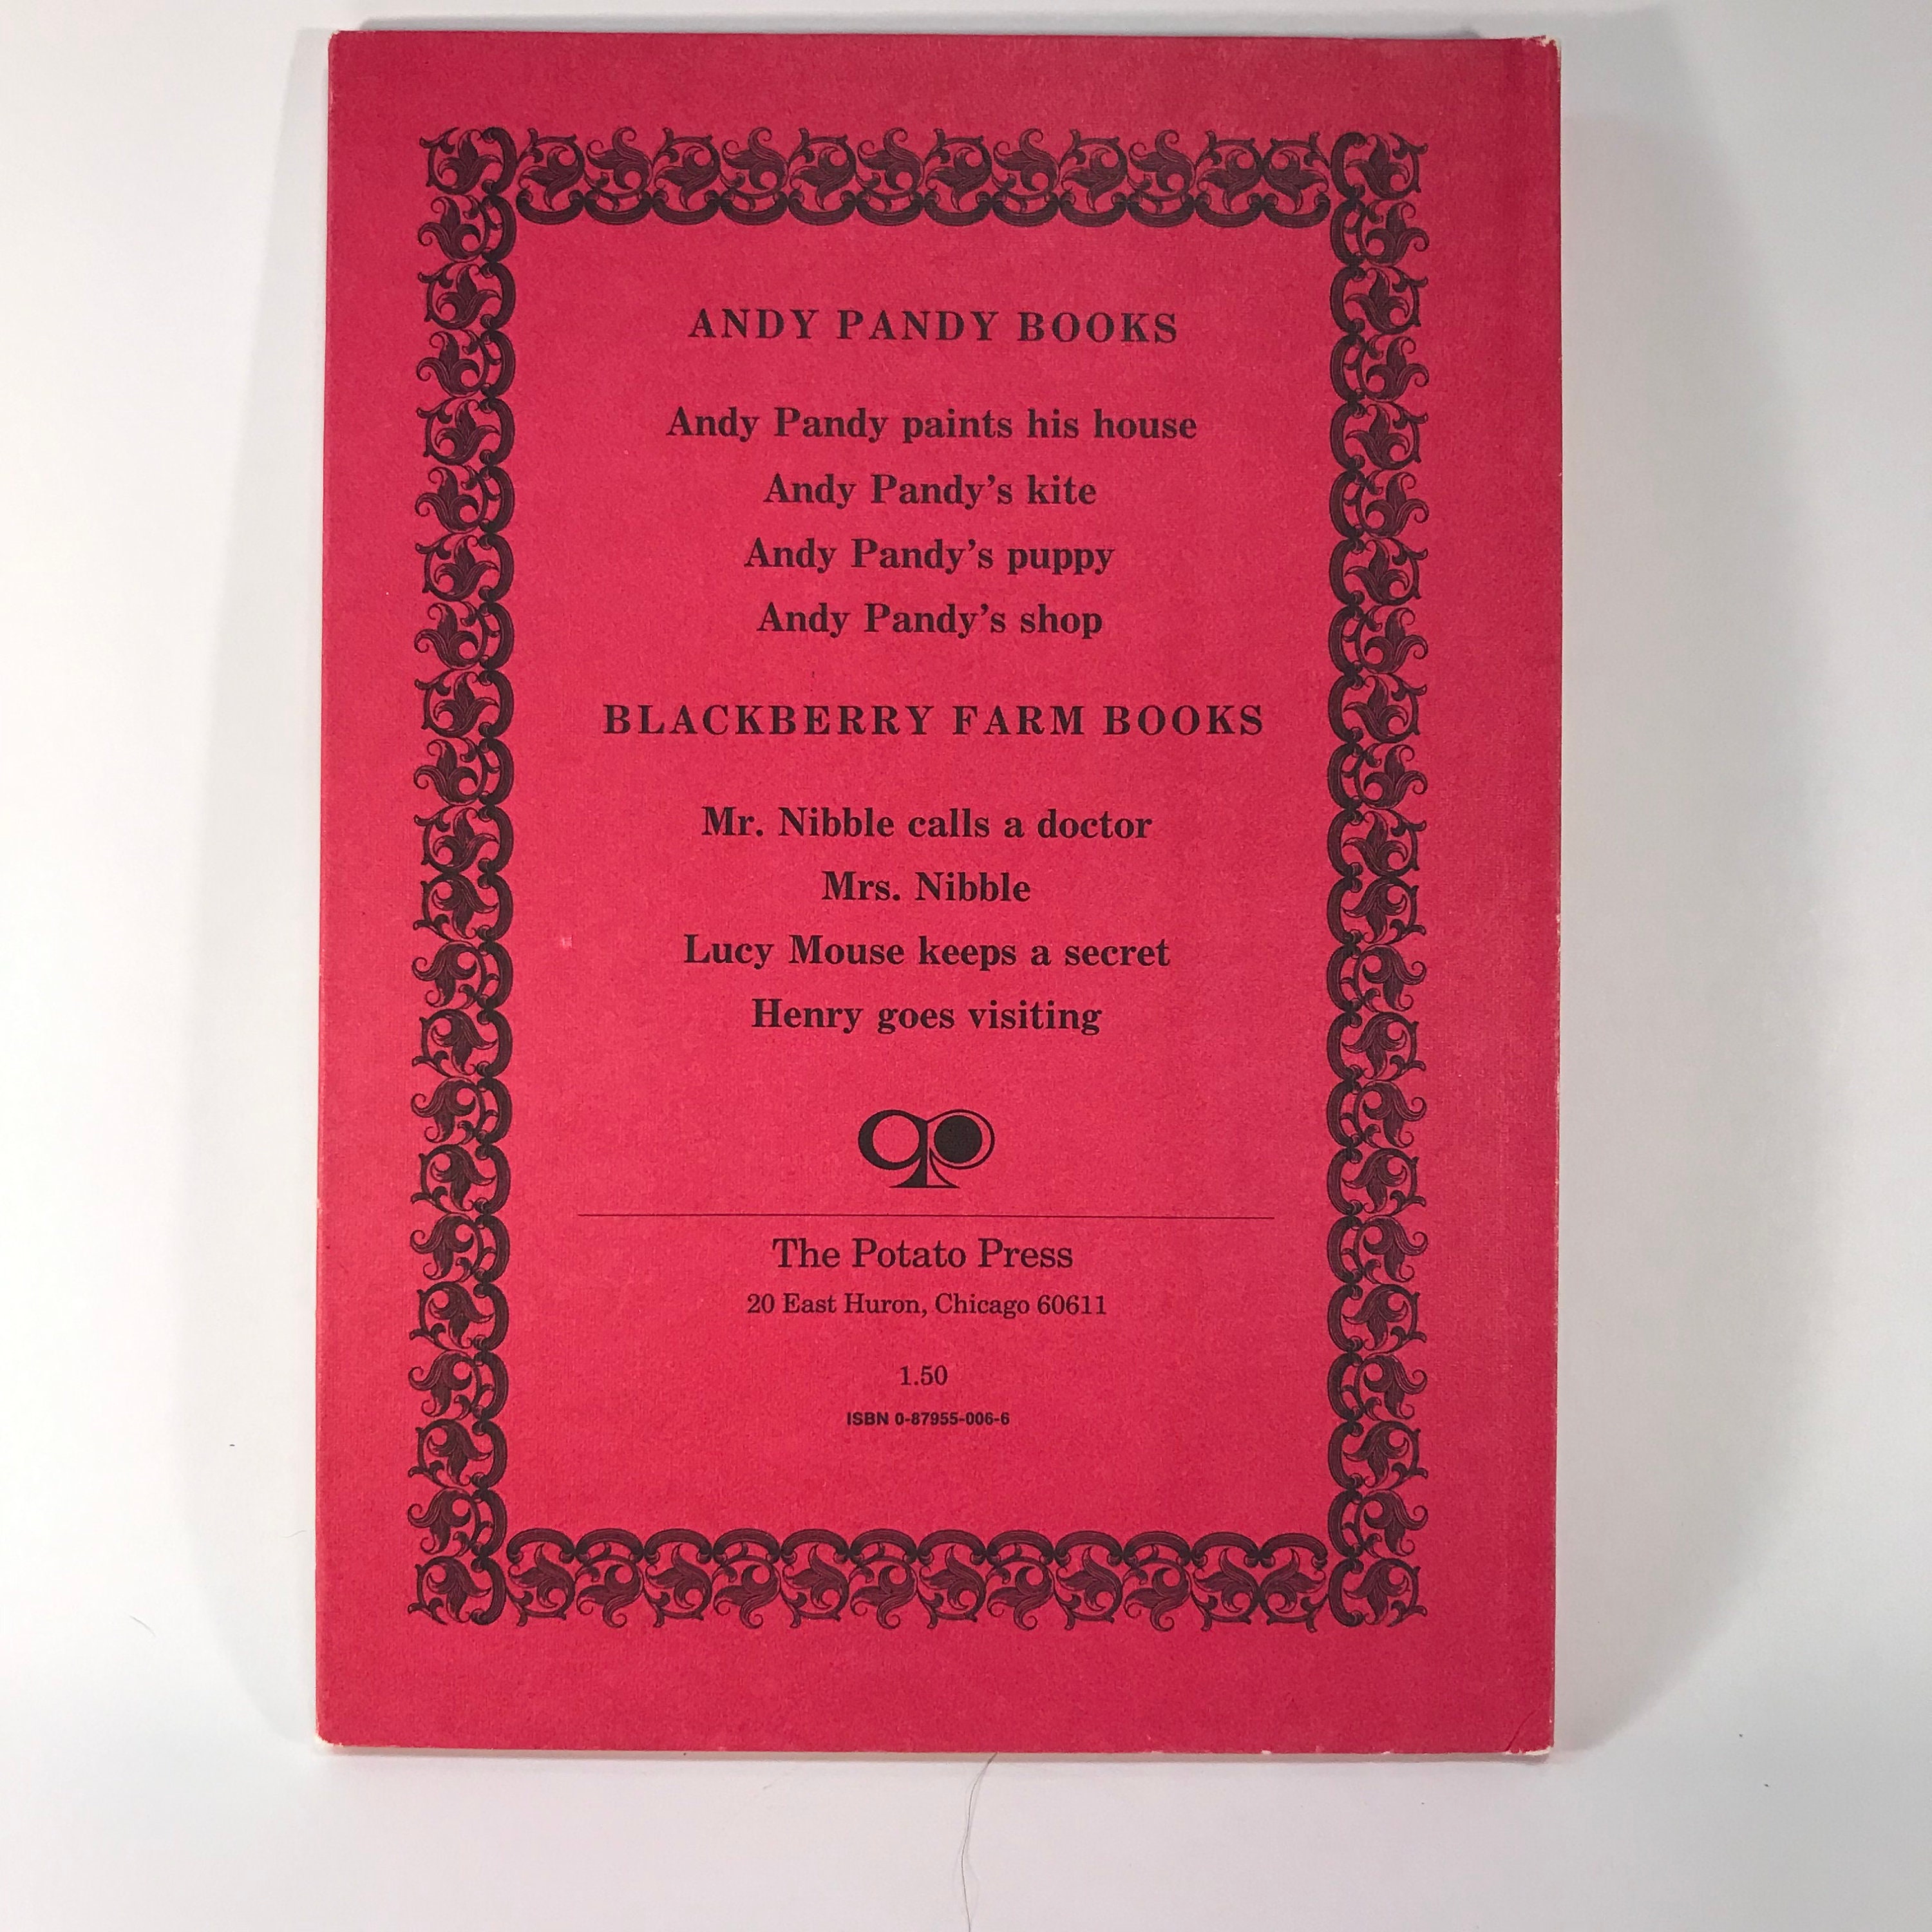 ANDY PANDY BOOKS
Andy Pandy paints his house
Andy Pandy's kite
Andy Pandy's puppy
Andy Pandy's shop
BLACKBERRY FARM BOOKS
Mr. Nibble calls a doctor
Mrs. Nibble
Lucy Mouse keeps a secret
Henry goes visiting
The Potato Press
20 East Huron, Chicago 60611
1.50
ISBN 0-87955-006-6